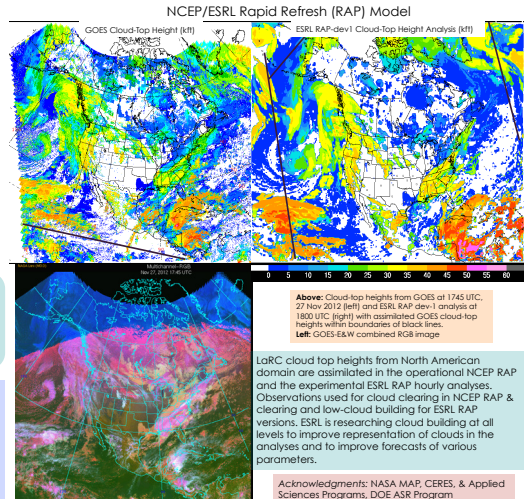 NCEP/ESRL Rapid Refresh (RAP) Model
GOES Cloud-Top Height (kft)
ESRL RAP-dev1 Cloud-Top Height Analysis (kft)
Multichannel-RGB
Nov 27, 2012 17:45 UTC
0 5 10 15 20 25 30 35 40 45 50 55 60
Above: Cloud-top heights from GOES at 1745 UTC,
27 Nov 2012 (left) and ESRL RAP dev-1 analysis at
1800 UTC (right) with assimilated GOES cloud-top
heights within boundaries of black lines.
Left: GOES-E&W combined RGB image
LaRC cloud top heights from North American
domain are assimilated in the operational NCEP RAP
and the experimental ESRL RAP hourly analyses.
Observations used for cloud clearing in NCEP RAP &
clearing and low-cloud building for ESRL RAP
versions. ESRL is researching cloud building at all
levels to improve representation of clouds in the
analyses and to improve forecasts of various
parameters.
Acknowledgments: NASA MAP, CERES, & Applied
Sciences Programs, DOE ASR Program